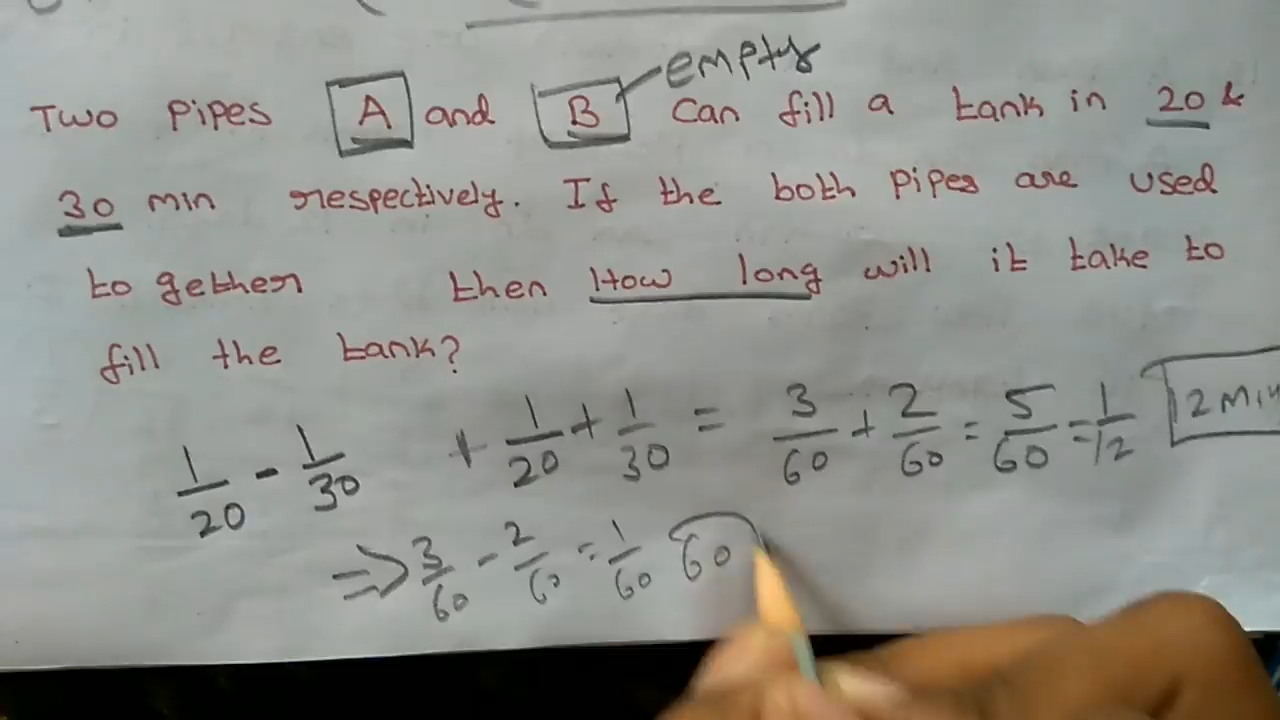 empty
Two Pipes A and B Can fill a tank in 20 &
30 min respectively. If the both pipes are used
to gether then How long will it take to
fill the tank?
1/20 - 1/30 + 1/20 + 1/30 = 3/60 + 2/60 = 5/60 = 1/12 12 Min
=> 3/60 - 2/60 = 1/60 60